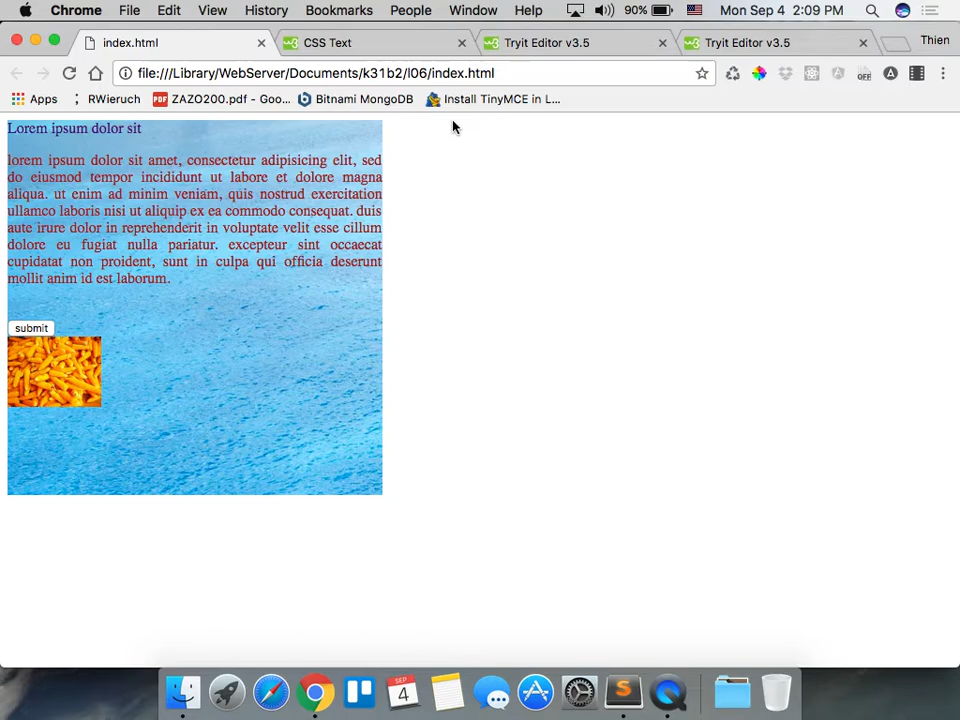 Chrome File Edit View History Bookmarks People Window Help 90% Mon Sep 4 2:09 PM
index.html CSS Text Tryit Editor v3.5 Tryit Editor v3.5 Thien
file:///Library/WebServer/Documents/k31b2/l06/index.html OFF A
Apps RWieruch PDF ZAZO200.pdf - Goo... Bitnami MongoDB Install TinyMCE in L...
Lorem ipsum dolor sit
lorem ipsum dolor sit amet, consectetur adipisicing elit, sed
do eiusmod tempor incididunt ut labore et dolore magna
aliqua. ut enim ad minim veniam, quis nostrud exercitation
ullamco laboris nisi ut aliquip ex ea commodo consequat. duis
aute irure dolor in reprehenderit in voluptate velit esse cillum
dolore eu fugiat nulla pariatur. excepteur sint occaecat
cupidatat non proident, sunt in culpa qui officia deserunt
mollit anim id est laborum.
submit
SEP
4